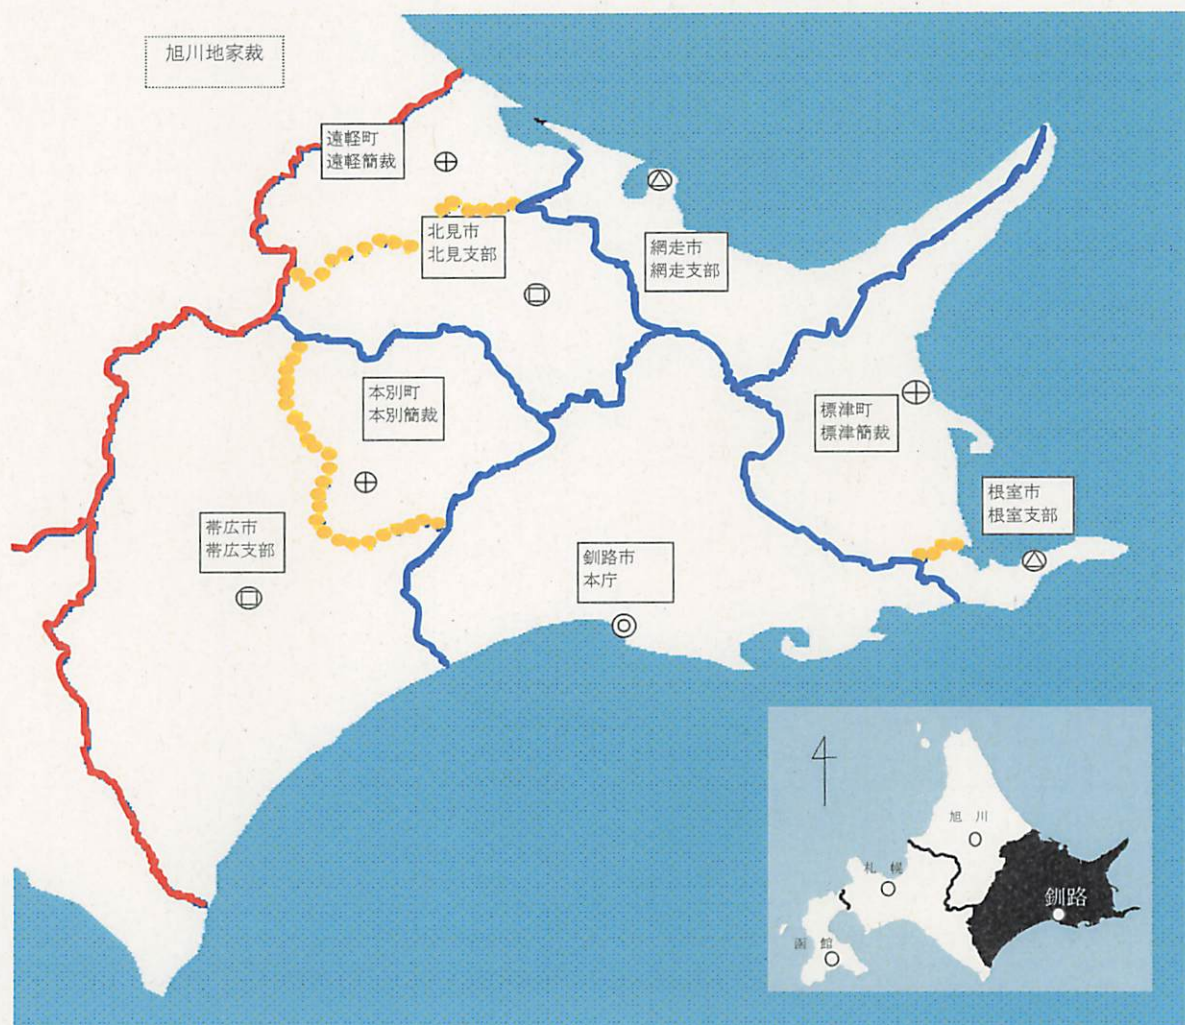 旭川地家裁
遠軽町
遠軽簡裁
北見市
北見支部
網走市
網走支部
本別町
本別簡裁
標津町
標津簡裁
根室市
根室支部
帯広市
帯広支部
釧路市
本庁
旭 川
札 幌
釧路
函 館